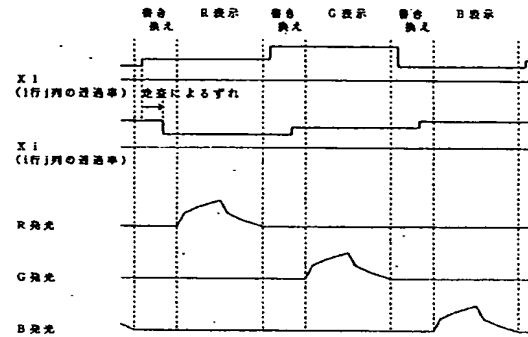 書き
換え
R表示
書き
換え
G表示
書き
換え
B表示
X1
(1行j列の透過率)
走査によるずれ
Xi
(i行j列の透過率)
R発光
G発光
B発光